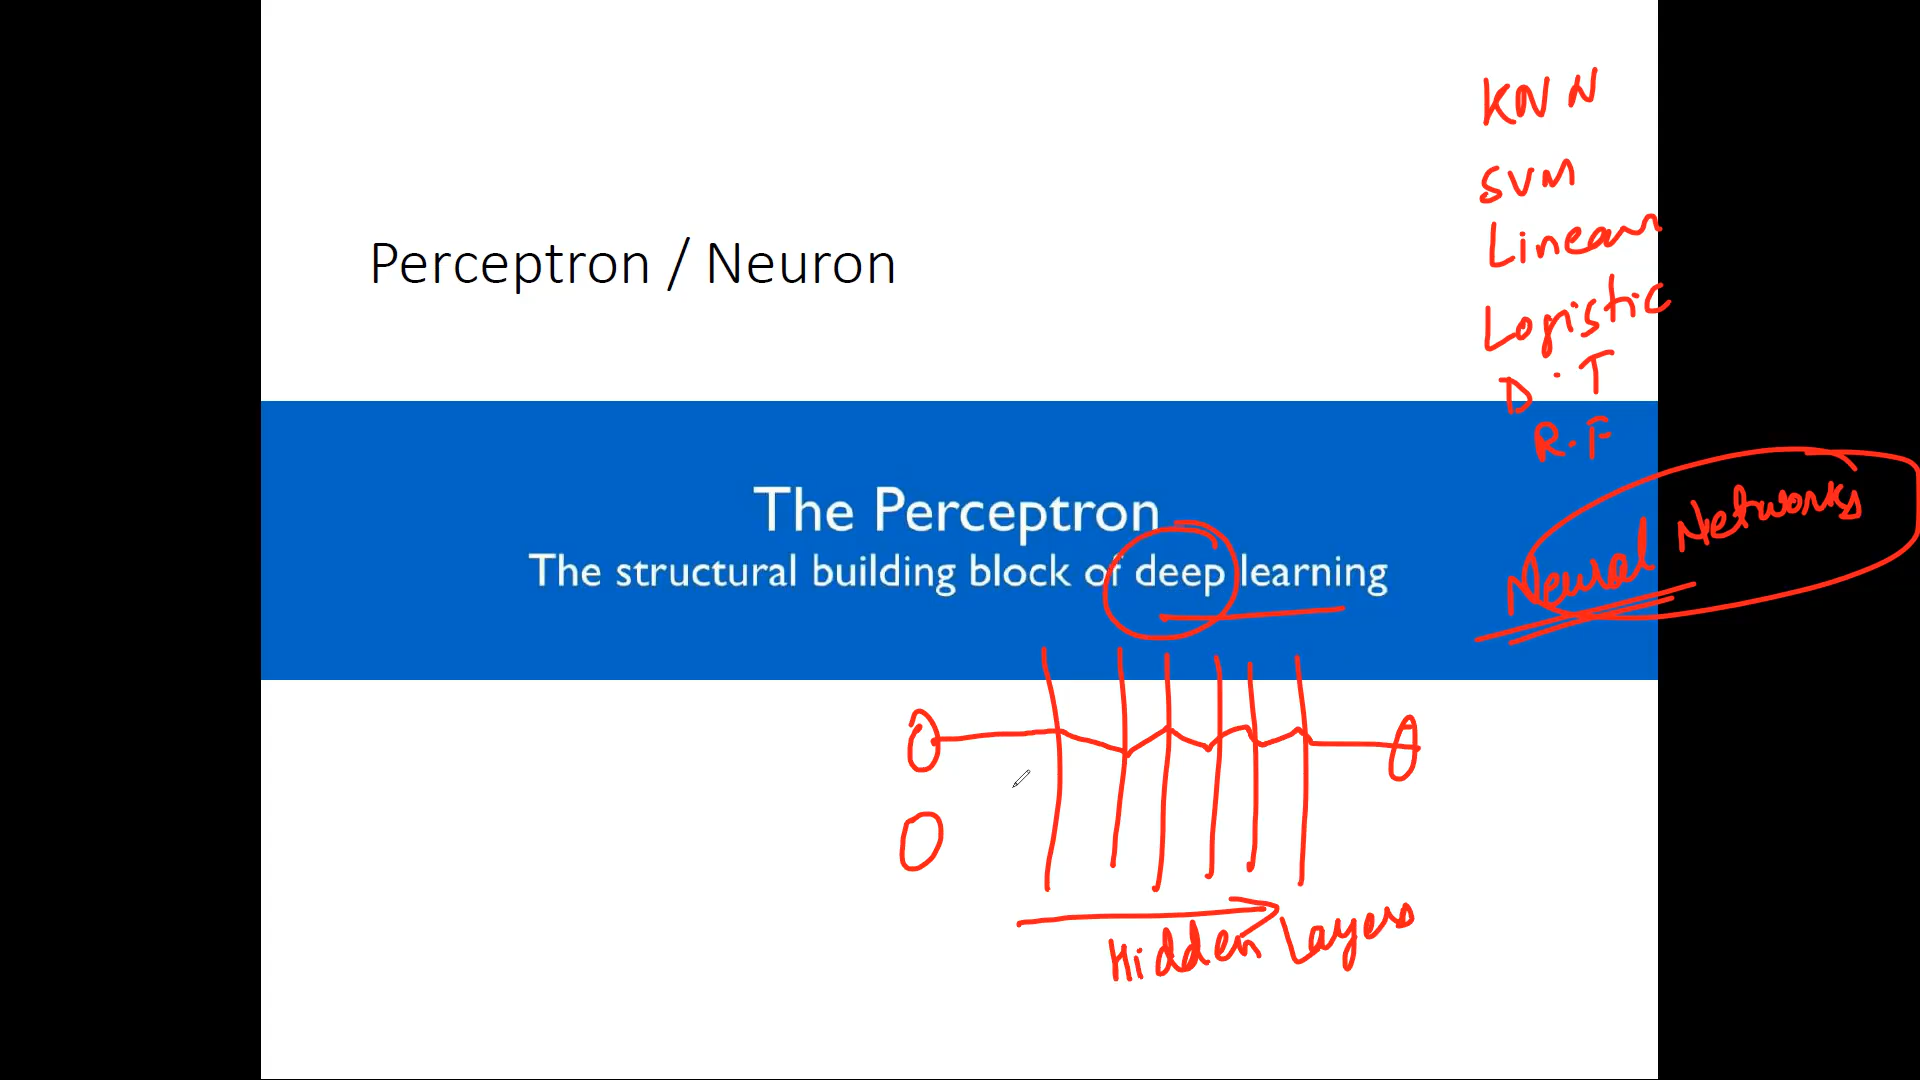 KNN
SVM
Linear
Perceptron / Neuron
Logistic
D.T
R.F
Neural Networks
The Perceptron
The structural building block of deep learning
Hidden Layers